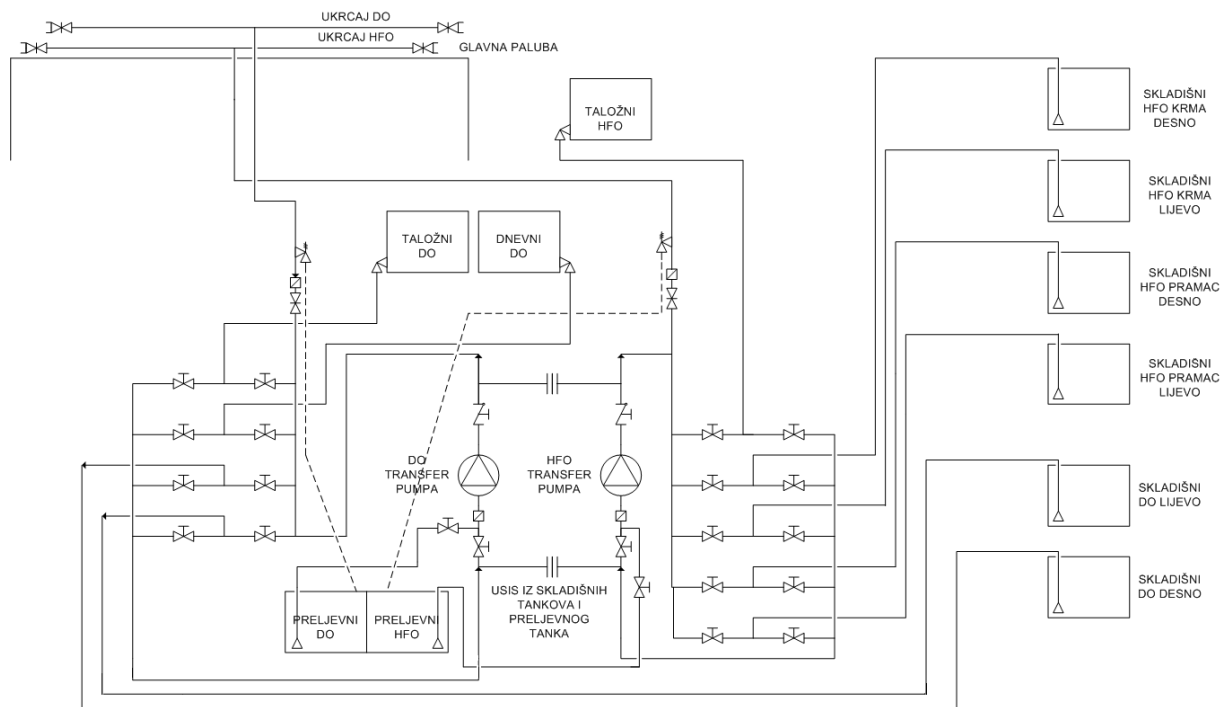 UKRCAJ DO
UKRCAJ HFO
GLAVNA PALUBA
TALOŽNI
HFO
SKLADIŠNI
HFO KRMA
DESNO
SKLADIŠNI
HFO KRMA
LIJEVO
TALOŽNI
DO
DNEVNI
DO
SKLADIŠNI
HFO PRAMAC
DESNO
SKLADIŠNI
HFO PRAMAC
LIJEVO
DO
TRANSFER
PUMPA
HFO
TRANSFER
PUMPA
SKLADIŠNI
DO LIJEVO
USIS IZ SKLADIŠNIH
TANKOVA I
PRELJEVNOG
TANKA
SKLADIŠNI
DO DESNO
PRELJEVNI
DO
PRELJEVNI
HFO